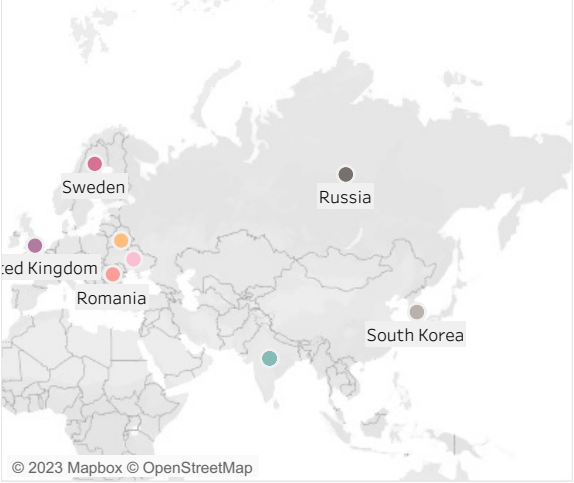 Sweden
Russia
ted Kingdom
Romania
South Korea
© 2023 Mapbox © OpenStreetMap